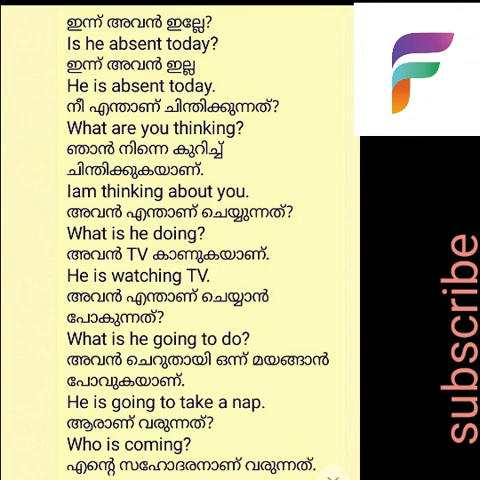 ഇന്ന് അവൻ ഇല്ലേ?
Is he absent today?
ഇന്ന് അവൻ ഇല്ല
He is absent today.
നീ എന്താണ് ചിന്തിക്കുന്നത്?
What are you thinking?
ഞാൻ നിന്നെ കുറിച്ച്
ചിന്തിക്കുകയാണ്.
Iam thinking about you.
അവൻ എന്താണ് ചെയ്യുന്നത്?
What is he doing?
അവൻ TV കാണുകയാണ്.
He is watching TV.
അവൻ എന്താണ് ചെയ്യാൻ
പോകുന്നത്?
What is he going to do?
അവൻ ചെറുതായി ഒന്ന് മയങ്ങാൻ
പോവുകയാണ്.
He is going to take a nap.
ആരാണ് വരുന്നത്?
Who is coming?
എന്റെ സഹോദരനാണ് വരുന്നത്.
F
subscribe